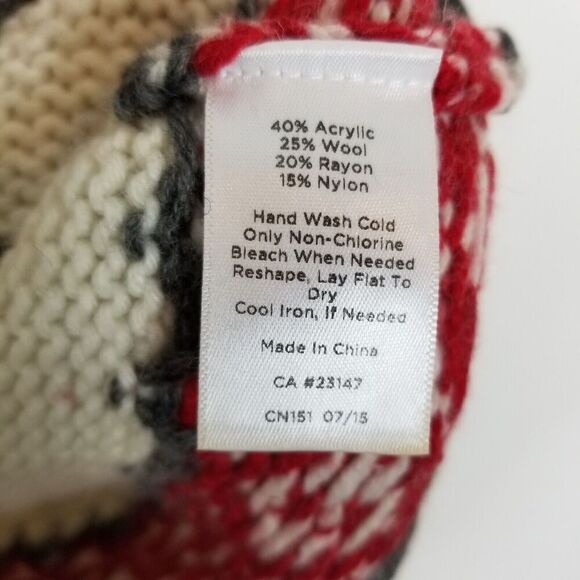 40% Acrylic
25% Wool
20% Rayon
15% Nylon
Hand Wash Cold
Only Non-Chlorine
Bleach When Needed
Reshape, Lay Flat To
Dry
Cool Iron, If Needed
Made In China
CA #23147
CN151 07/15